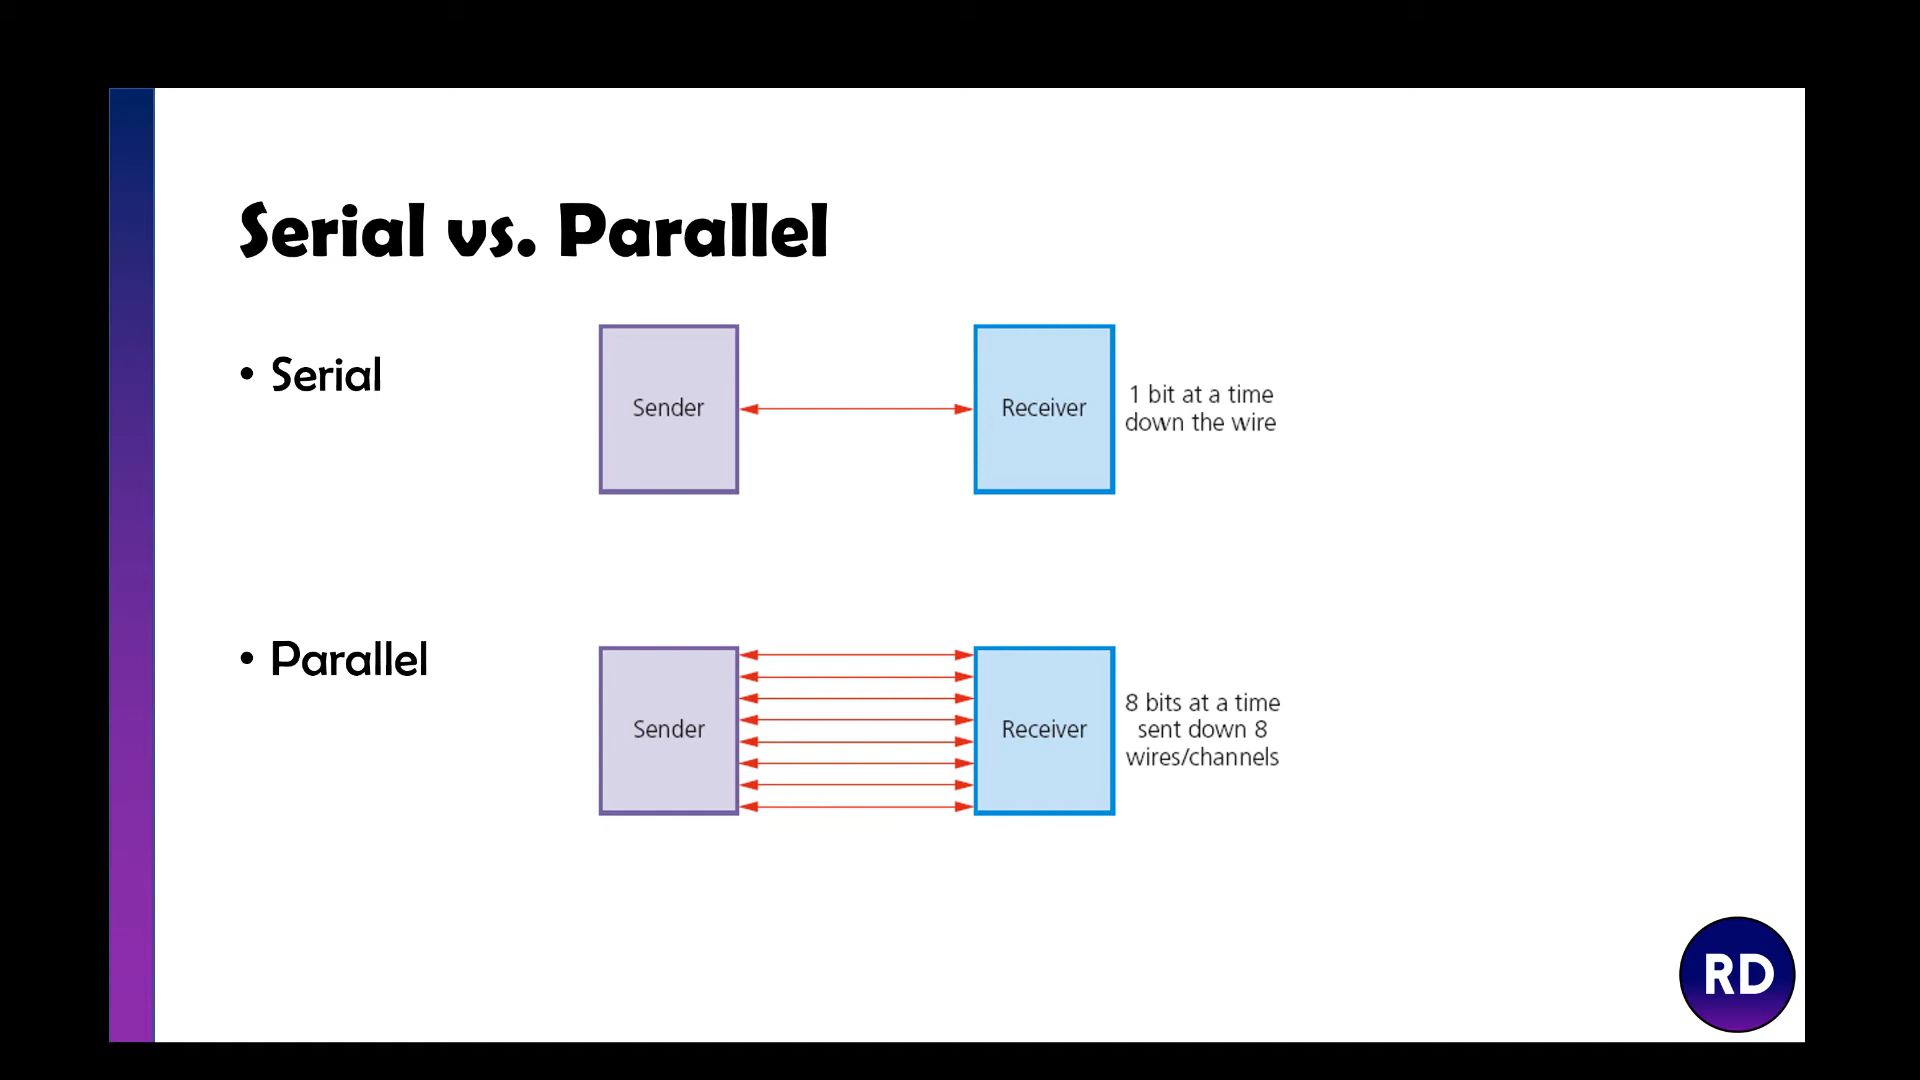 Serial vs. Parallel
• Serial
Sender
Receiver
1 bit at a time
down the wire
• Parallel
Sender
Receiver
8 bits at a time
sent down 8
wires/channels
RD